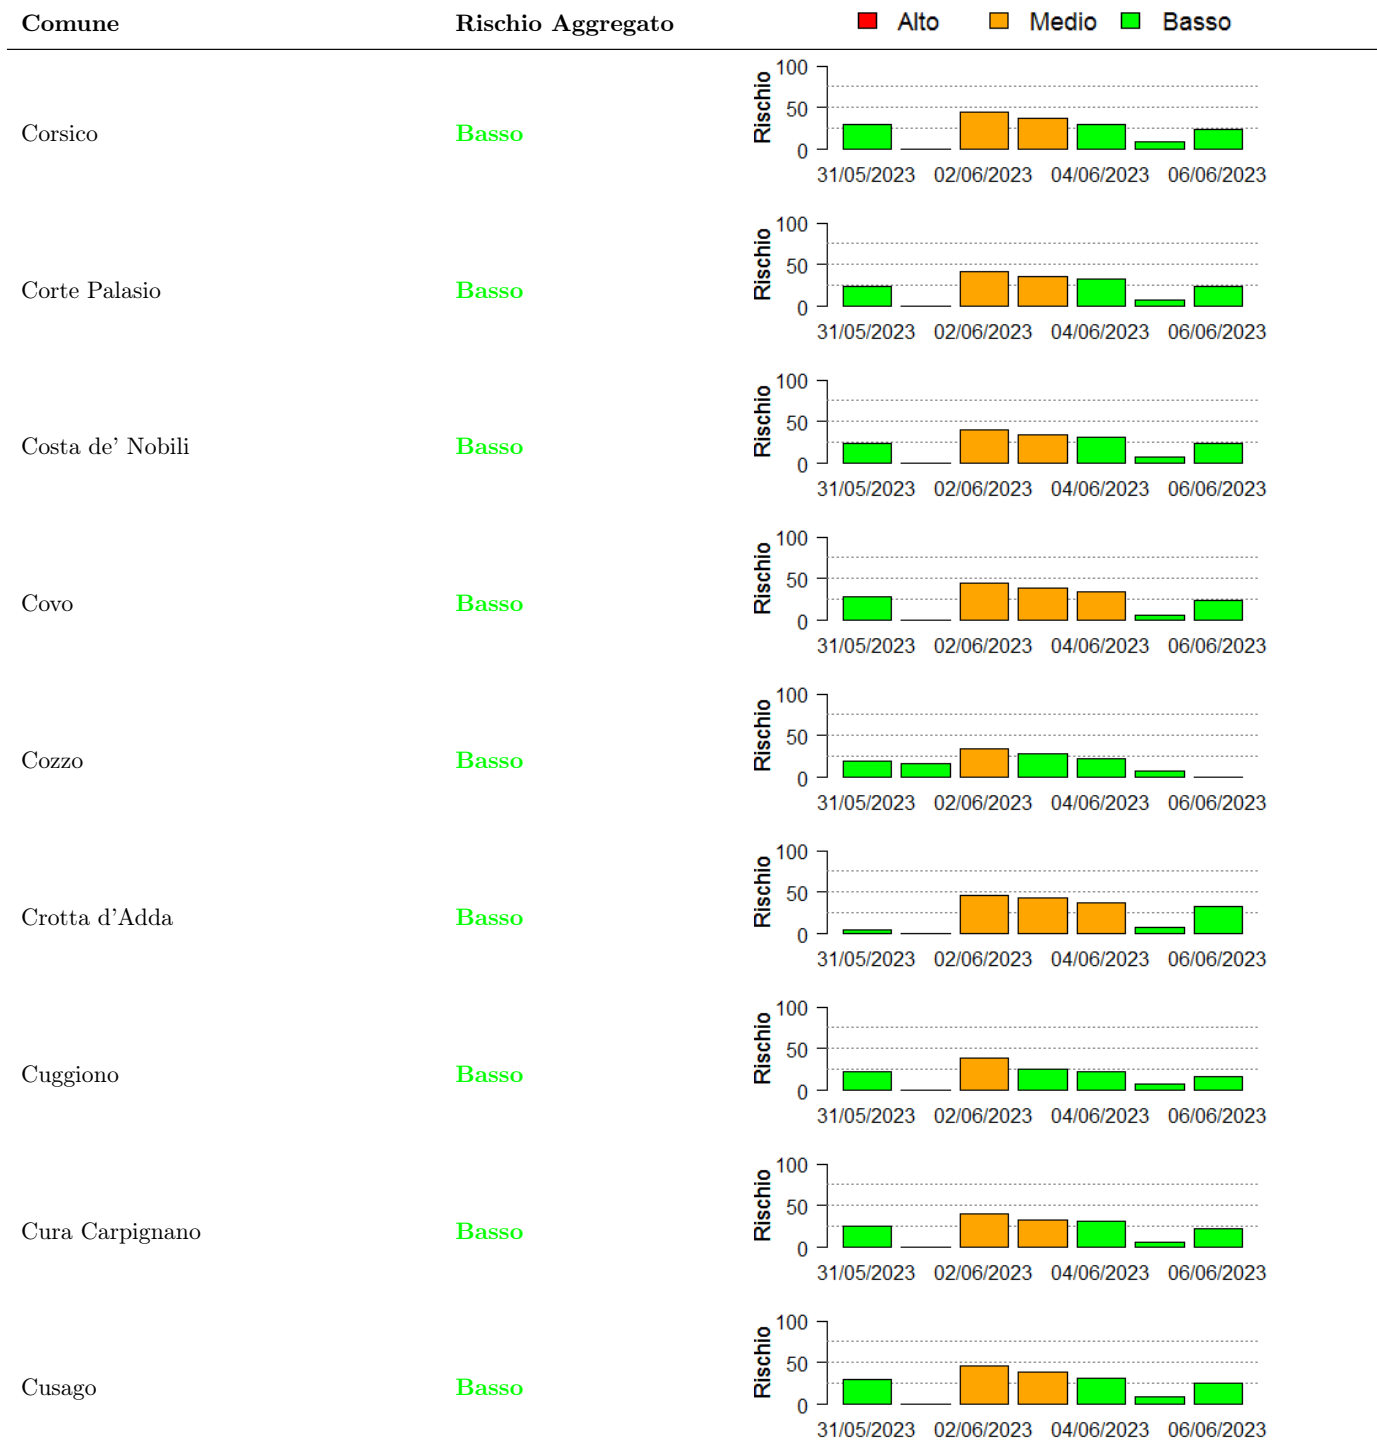 Comune Rischio Aggregato Alto Medio Basso
100
50
0
Rischio
Corsico Basso
31/05/2023 02/06/2023 04/06/2023 06/06/2023
100
50
0
Rischio
Corte Palasio Basso
31/05/2023 02/06/2023 04/06/2023 06/06/2023
100
50
0
Rischio
Costa de’ Nobili Basso
31/05/2023 02/06/2023 04/06/2023 06/06/2023
100
50
0
Rischio
Covo Basso
31/05/2023 02/06/2023 04/06/2023 06/06/2023
100
50
0
Rischio
Cozzo Basso
31/05/2023 02/06/2023 04/06/2023 06/06/2023
100
50
0
Rischio
Crotta d’Adda Basso
31/05/2023 02/06/2023 04/06/2023 06/06/2023
100
50
0
Rischio
Cuggiono Basso
31/05/2023 02/06/2023 04/06/2023 06/06/2023
100
50
0
Rischio
Cura Carpignano Basso
31/05/2023 02/06/2023 04/06/2023 06/06/2023
100
50
0
Rischio
Cusago Basso
31/05/2023 02/06/2023 04/06/2023 06/06/2023